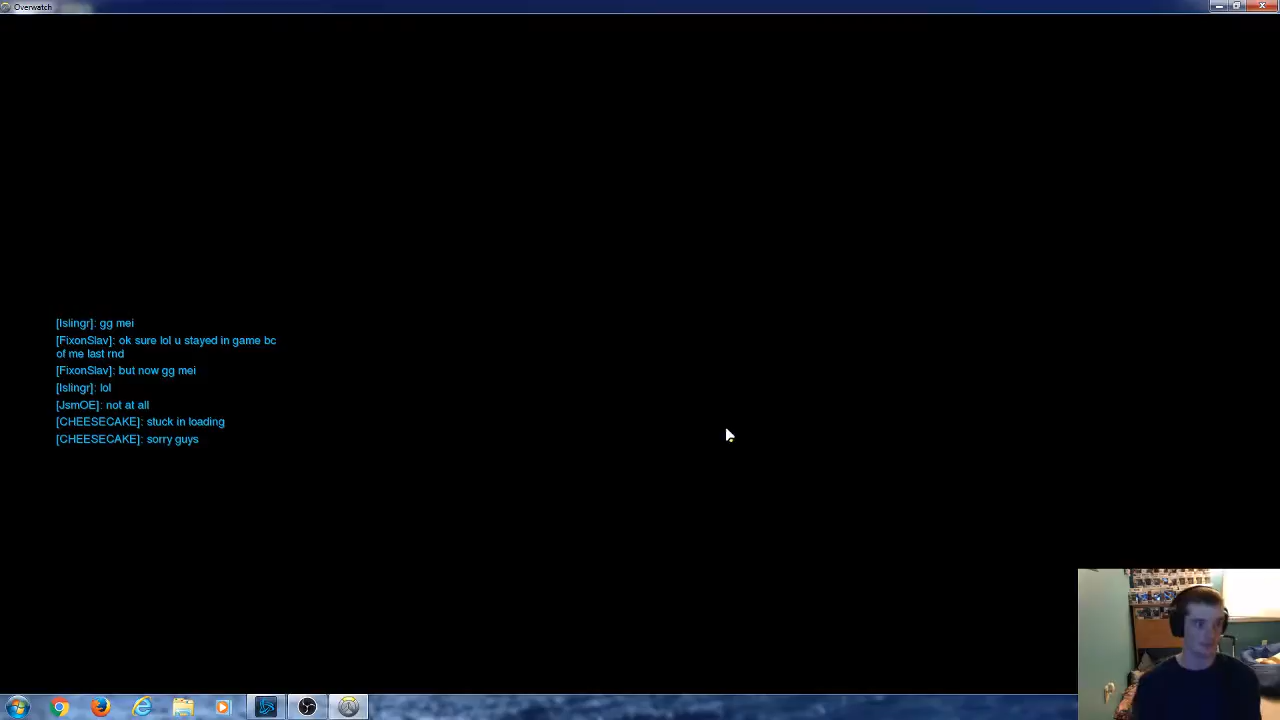 Overwatch
[Islingr]: gg mei
[FixonSlav]: ok sure lol u stayed in game bc
of me last rnd
[FixonSlav]: but now gg mei
[Islingr]: lol
[JsmOE]: not at all
[CHEESECAKE]: stuck in loading
[CHEESECAKE]: sorry guys